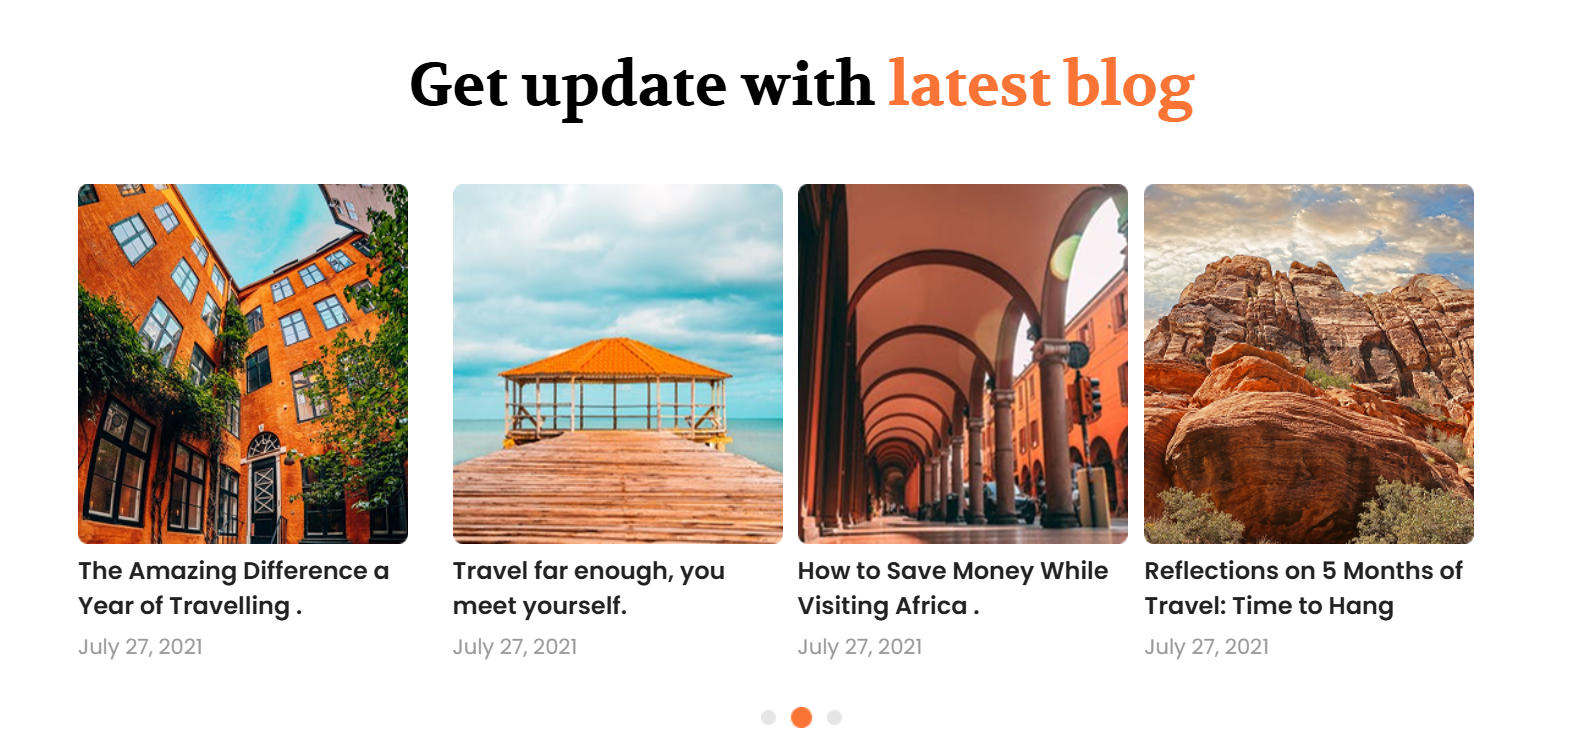 Get update with latest blog
The Amazing Difference a
Year of Travelling .
July 27, 2021
Travel far enough, you
meet yourself.
July 27, 2021
How to Save Money While
Visiting Africa .
July 27, 2021
Reflections on 5 Months of
Travel: Time to Hang
July 27, 2021